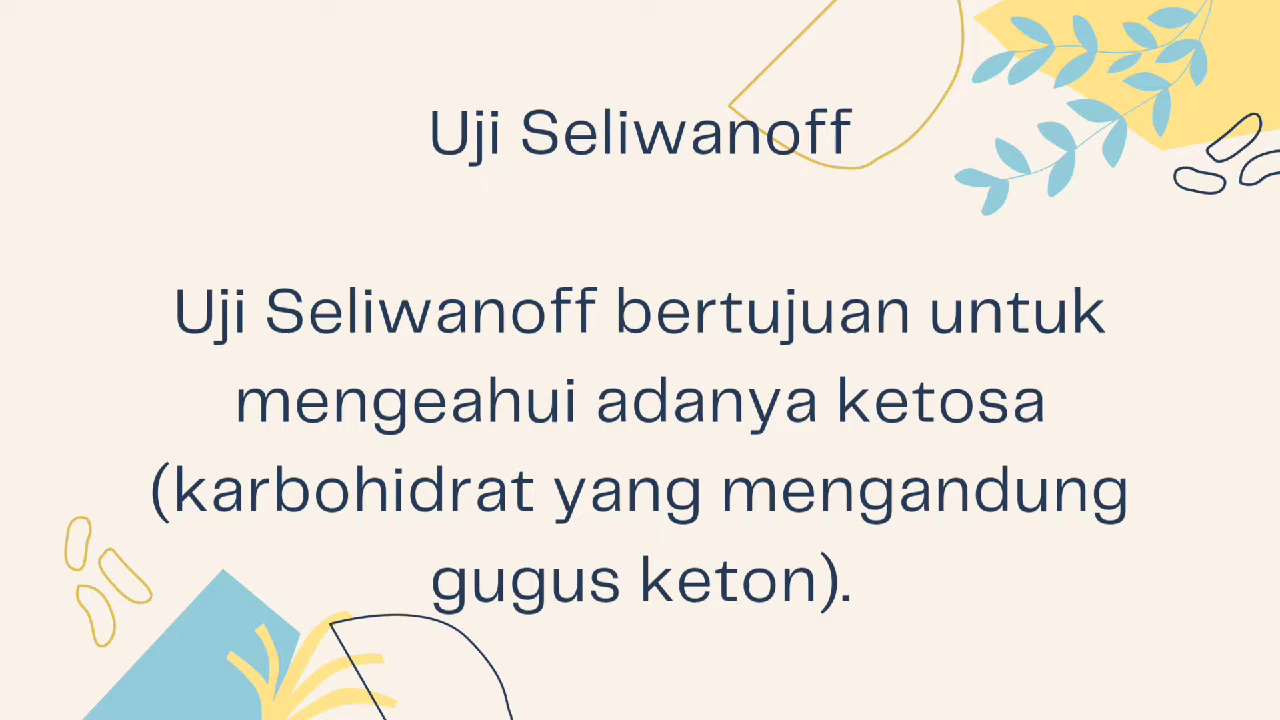 Uji Seliwanoff
Uji Seliwanoff bertujuan untuk
mengeahui adanya ketosa
(karbohidrat yang mengandung
gugus keton).